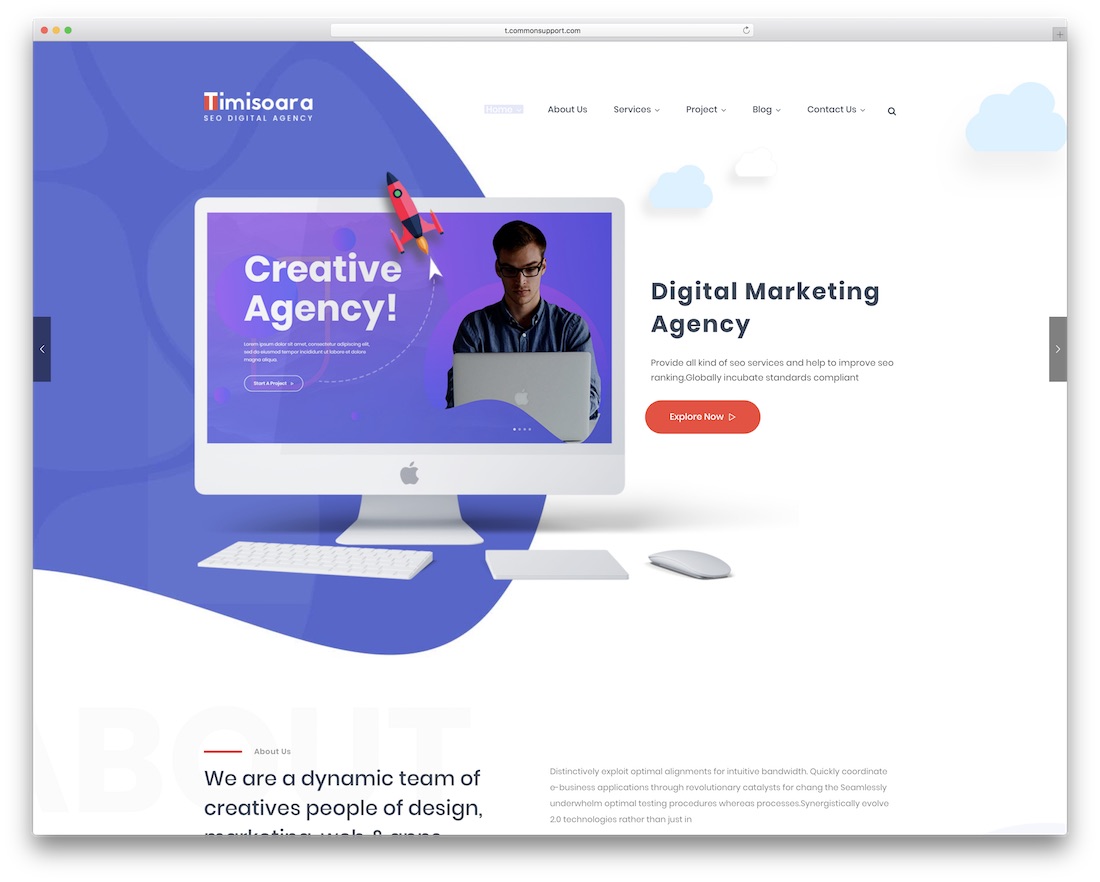 t.commonsupport.com
Timisoara
SEO DIGITAL AGENCY
Home
About Us
Services
Project
Blog
Contact Us
Creative
Agency!
Lorem ipsum dolor sit amet, consectetur adipiscing elit,
sed do eiusmod tempor incididunt ut labore et dolore
magna aliqua.
Start A Project
Digital Marketing
Agency
Provide all kind of seo services and help to improve seo
ranking.Globally incubate standards compliant
Explore Now
ABOUT
About Us
We are a dynamic team of
creatives people of design,
marketing, web & apps
Distinctively exploit optimal alignments for intuitive bandwidth. Quickly coordinate
e-business applications through revolutionary catalysts for chang the Seamlessly
underwhelm optimal testing procedures whereas processes.Synergistically evolve
2.0 technologies rather than just in